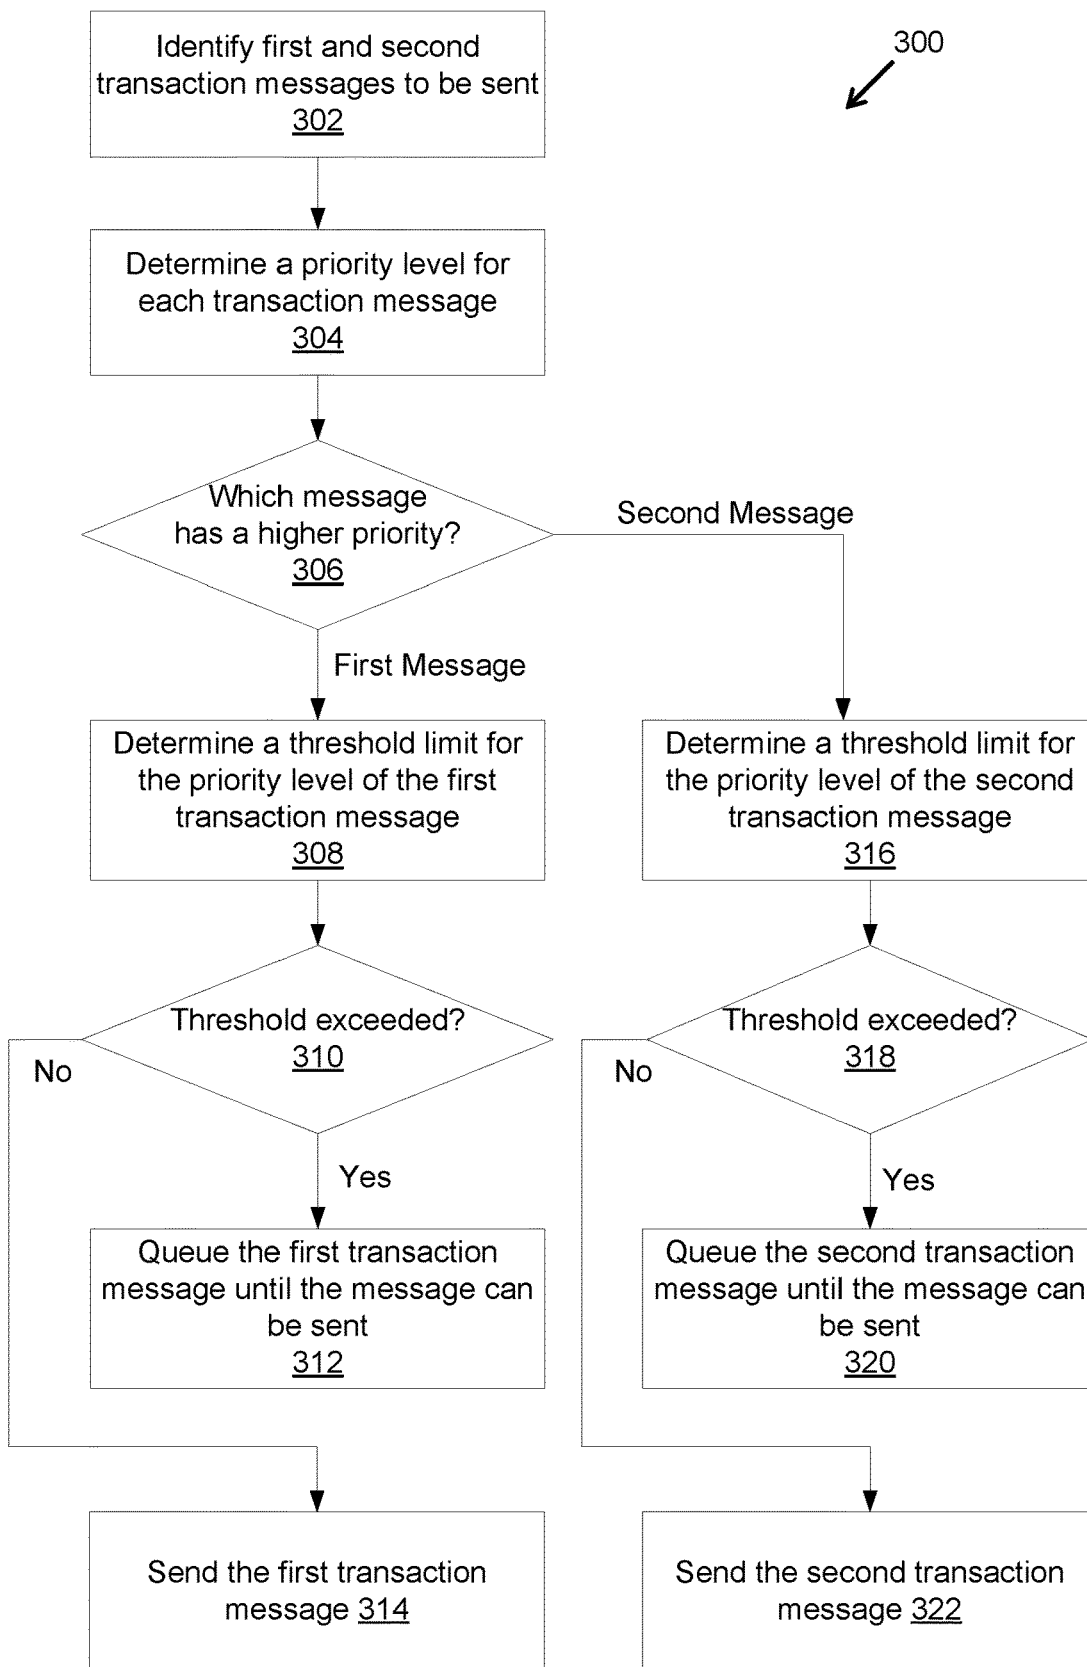 Identify first and second
transaction messages to be sent
302
300
Determine a priority level for
each transaction message
304
Which message
has a higher priority?
306
Second Message
First Message
Determine a threshold limit for
the priority level of the first
transaction message
308
Determine a threshold limit for
the priority level of the second
transaction message
316
Threshold exceeded?
310
No
Yes
Threshold exceeded?
318
No
Yes
Queue the first transaction
message until the message can
be sent
312
Queue the second transaction
message until the message can
be sent
320
Send the first transaction
message 314
Send the second transaction
message 322